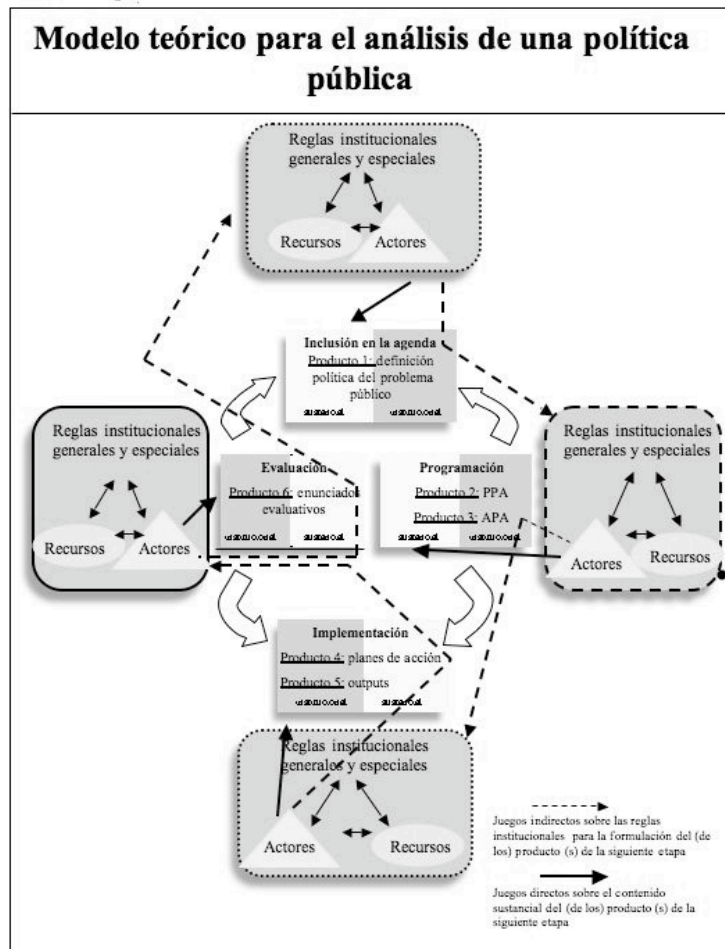 Modelo teórico para el análisis de una política
pública
Reglas institucionales
generales y especiales
Recursos
Actores
Inclusión en la agenda
Producto 1: definición
política del problema
público
Reglas institucionales
generales y especiales
Recursos
Actores
Evaluación
Producto 6: enunciados
evaluativos
Programación
Producto 2: PPA
Producto 3: APA
Reglas institucionales
generales y especiales
Actores
Recursos
Implementación
Producto 4: planes de acción
Producto 5: outputs
Reglas institucionales
generales y especiales
Actores
Recursos
Juegos indirectos sobre las reglas
institucionales para la formulación del (de
los) producto (s) de la siguiente etapa
Juegos directos sobre el contenido
sustancial del (de los) producto (s) de la
siguiente etapa